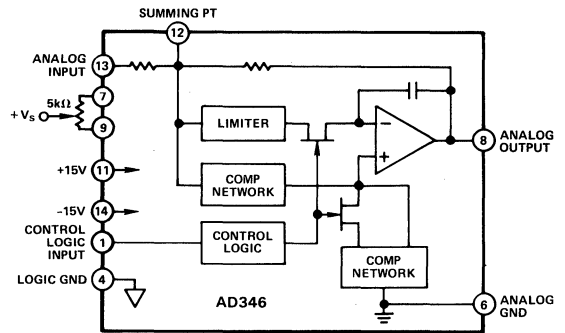 SUMMING PT
12
ANALOG
INPUT
13
7
5kΩ
+VS
9
LIMITER
−
+
8
ANALOG
OUTPUT
+15V
11
COMP
NETWORK
−15V
14
CONTROL
LOGIC
INPUT
1
CONTROL
LOGIC
COMP
NETWORK
LOGIC GND
4
AD346
6
ANALOG
GND